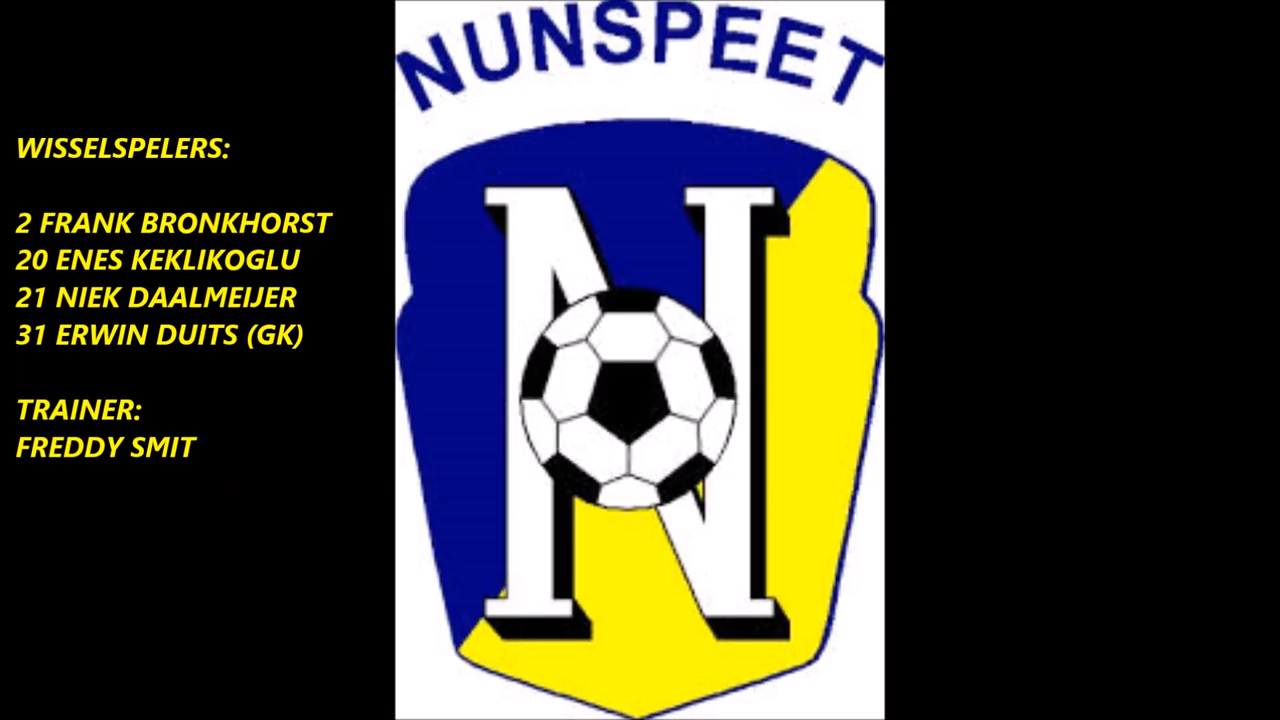 NUNSPEET
WISSELSPELERS:
2 FRANK BRONKHORST
20 ENES KEKLIKOGLU
21 NIEK DAALMEIJER
31 ERWIN DUITS (GK)
TRAINER:
FREDDY SMIT
N